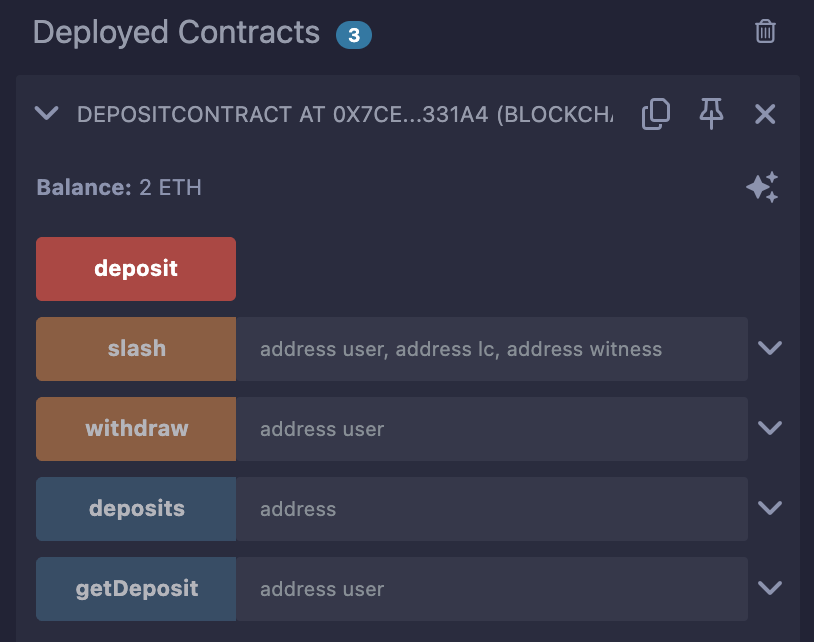 Deployed Contracts 3
DEPOSITCONTRACT AT 0X7CE...331A4 (BLOCKCH
Balance: 2 ETH
deposit
slash address user, address lc, address witness
withdraw address user
deposits address
getDeposit address user